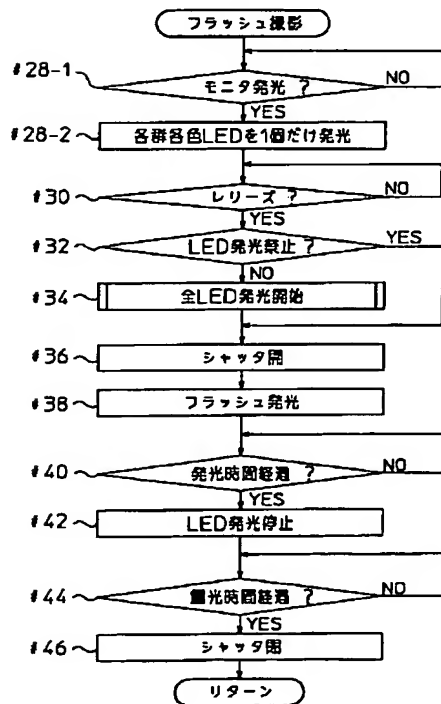 フラッシュ撮影
#28-1
モニタ発光 ?
NO
YES
#28-2
各群各色LEDを1個だけ発光
#30
レリーズ ?
NO
YES
#32
LED発光禁止 ?
YES
NO
#34
全LED発光開始
#36
シャッタ開
#38
フラッシュ発光
#40
発光時間経過 ?
NO
YES
#42
LED発光停止
#44
露光時間経過 ?
NO
YES
#46
シャッタ閉
リターン